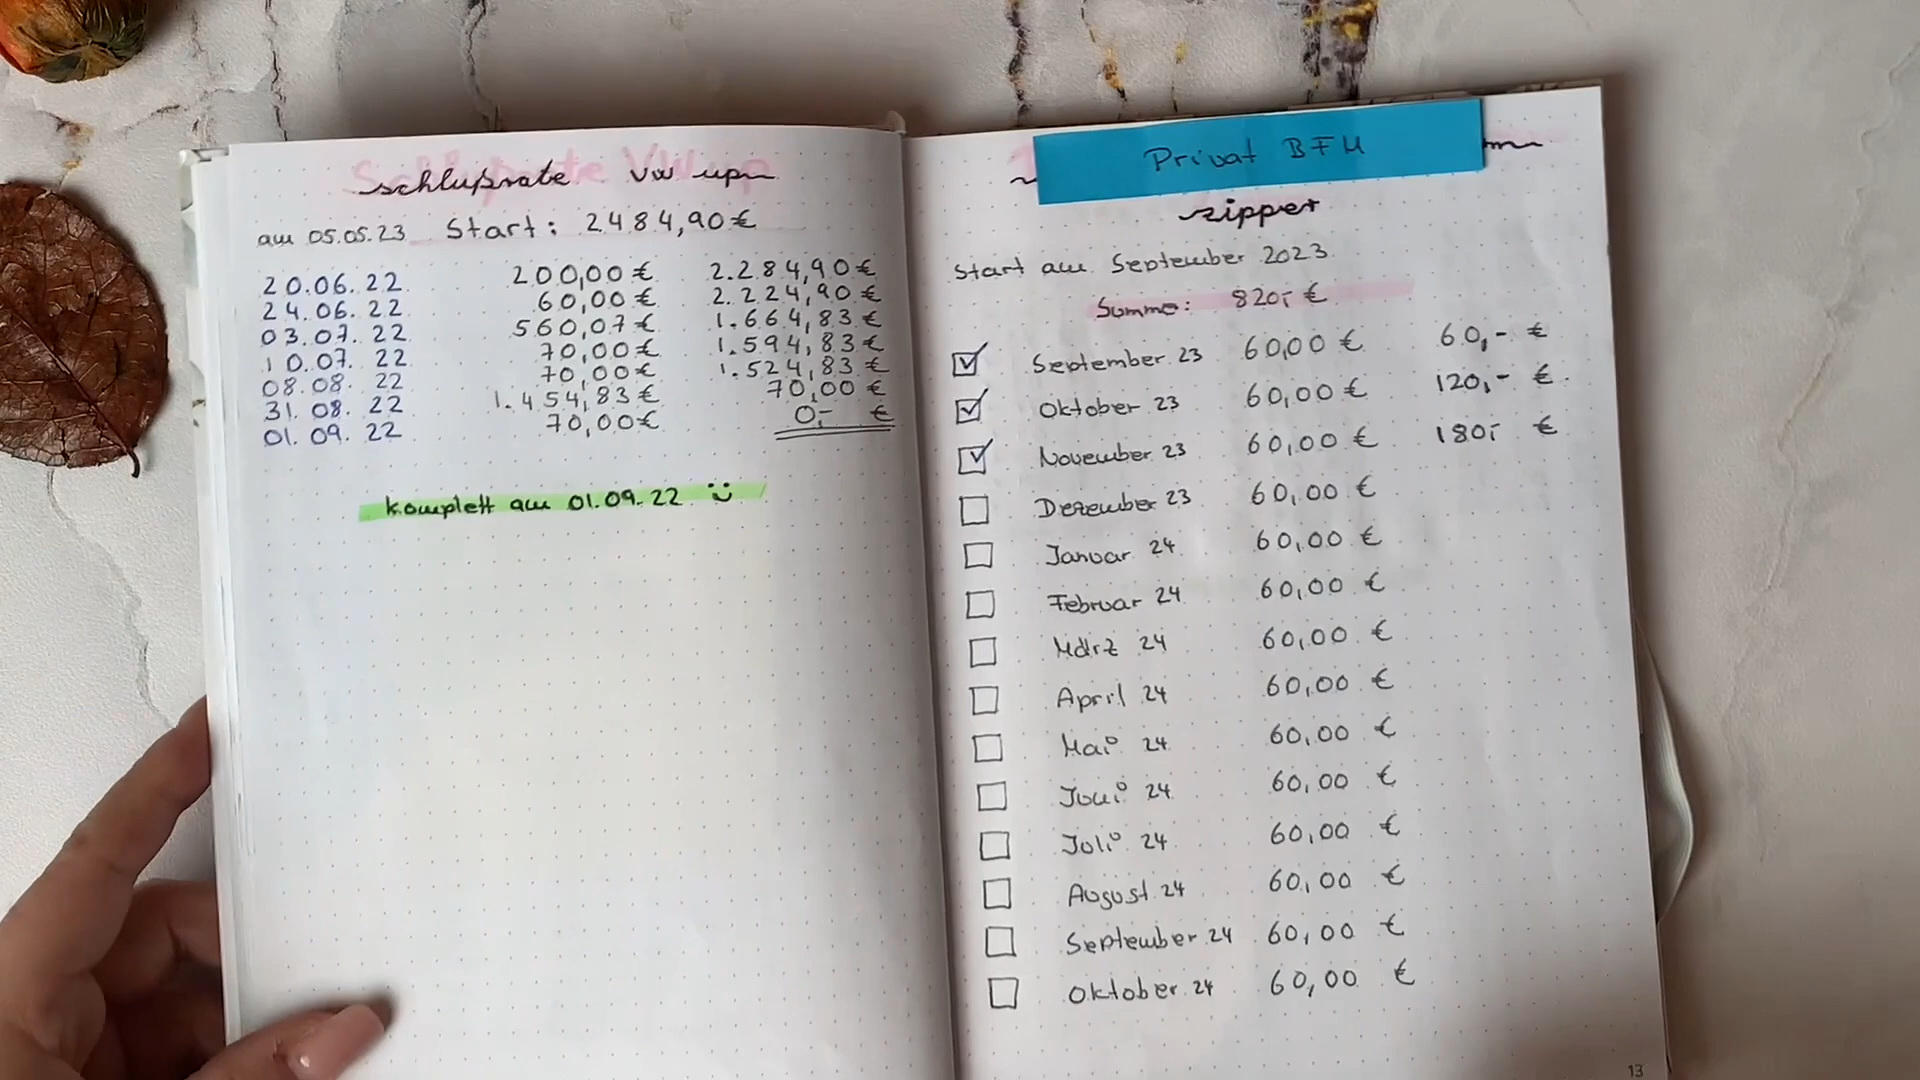 schlußrate VW up
am 05.05.23 Start: 2484,90 €
20.06.22 200,00 € 2.284,90 €
24.06.22 60,00 € 2.224,90 €
03.07.22 560,07 € 1.664,83 €
10.07.22 70,00 € 1.594,83 €
08.08.22 70,00 € 1.524,83 €
31.08.22 1.454,83 € 70,00 €
01.09.22 70,00 € 0,- €
komplett am 01.09.22
Privat BFM
zipper
Start am September 2023
Summe: 820,- €
September 23 60,00 € 60,- €
Oktober 23 60,00 € 120,- €
November 23 60,00 € 180,- €
Dezember 23 60,00 €
Januar 24 60,00 €
Februar 24 60,00 €
März 24 60,00 €
April 24 60,00 €
Mai 24 60,00 €
Juni 24 60,00 €
Juli 24 60,00 €
August 24 60,00 €
September 24 60,00 €
Oktober 24 60,00 €
13